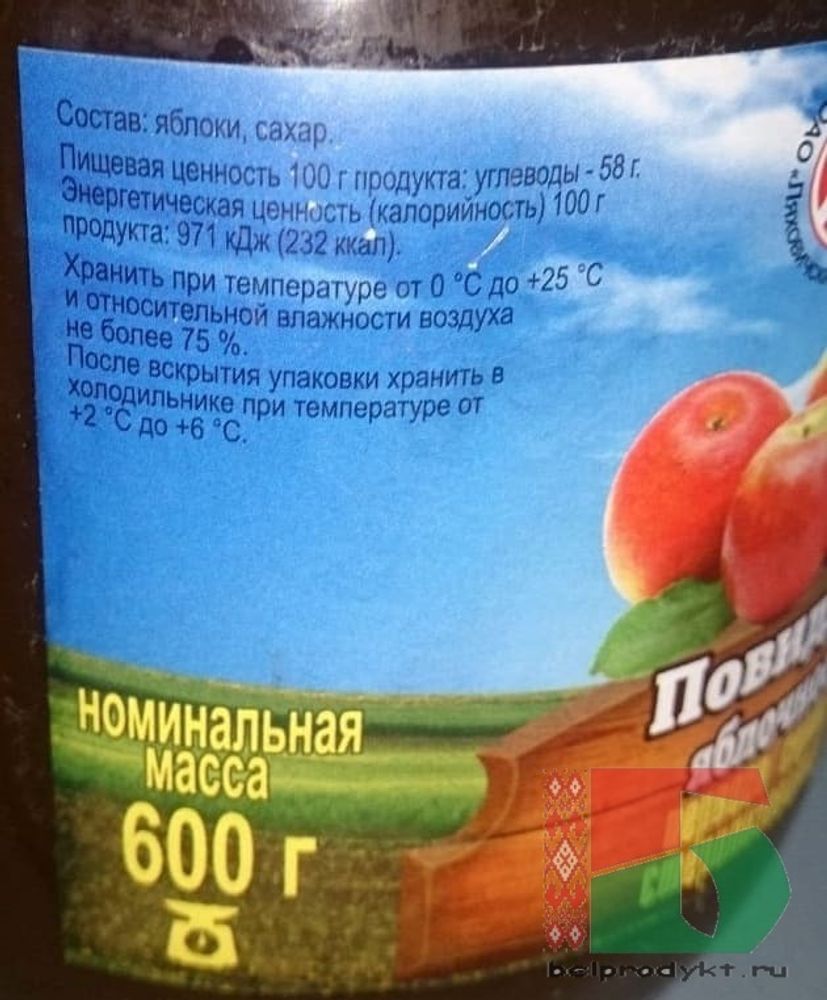 Состав: яблоки, сахар.
Пищевая ценность 100 г продукта: углеводы - 58 г.
Энергетическая ценность (калорийность) 100 г
продукта: 971 кДж (232 ккал).
Хранить при температуре от 0 °C до +25 °C
и относительной влажности воздуха
не более 75 %.
После вскрытия упаковки хранить в
холодильнике при температуре от
+2 °C до +6 °C.
ОАО
номинальная
масса
600 г
belprodykt.ru